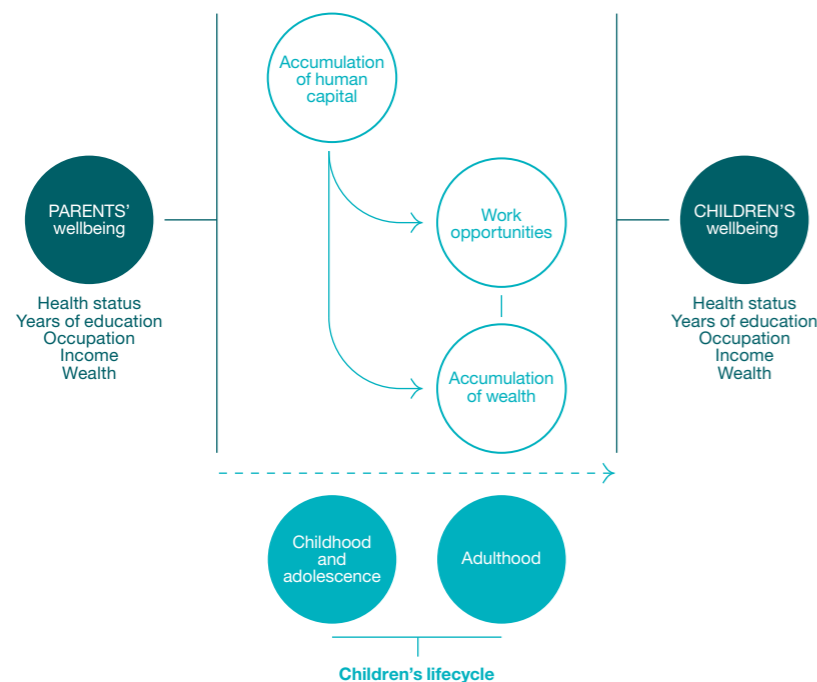 Accumulation
of human
capital
PARENTS'
wellbeing
Health status
Years of education
Occupation
Income
Wealth
Work
opportunities
Accumulation
of wealth
CHILDREN'S
wellbeing
Health status
Years of education
Occupation
Income
Wealth
Childhood
and
adolescence
Adulthood
Children's lifecycle